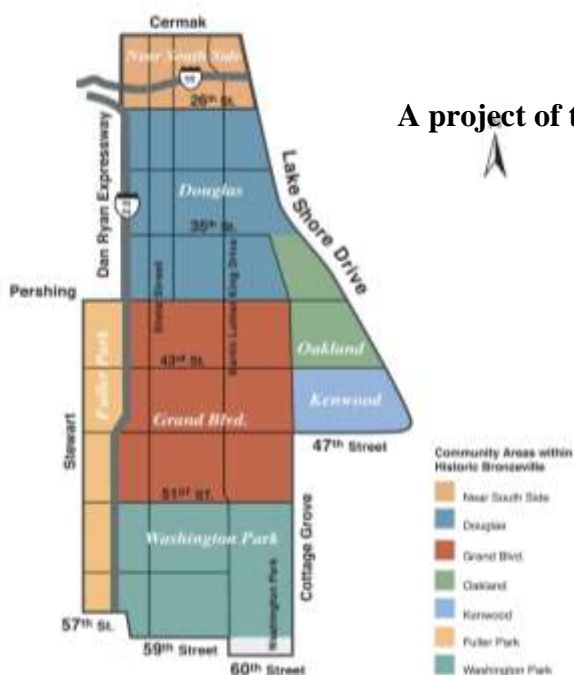 Cermak
Near South Side
26th St.
A project of t
Dan Ryan Expressway
Lake Shore Drive
Douglas
35th St.
Pershing
State Street
Martin Luther King Drive
Oakland
Fuller Park
43rd St.
Kenwood
Grand Blvd.
Stewart
47th Street
51ST ST.
Washington Park
Cottage Grove
Washington Park
57th St.
59th Street
60th Street
Community Areas within
Historic Bronzeville
Near South Side
Douglas
Grand Blvd.
Oakland
Kenwood
Fuller Park
Washington Park